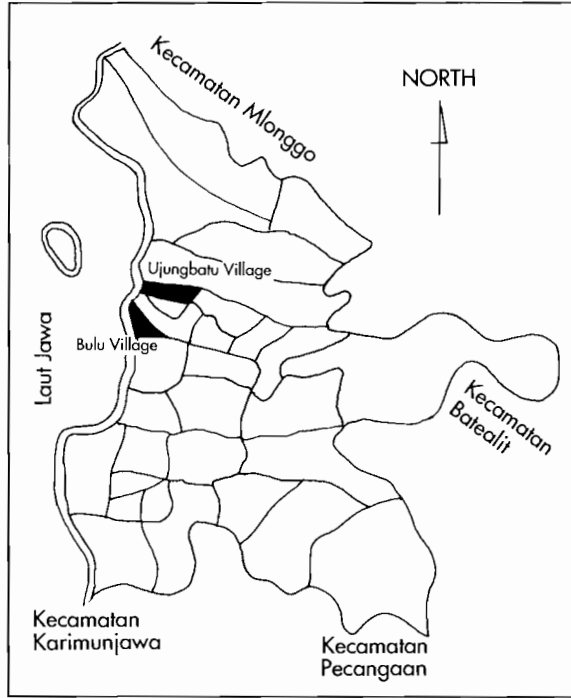 Kecamatan Mlonggo
NORTH
Ujungbatu Village
Bulu Village
Laut Jawa
Kecamatan
Batealit
Kecamatan
Karimunjawa
Kecamatan
Pecangaan